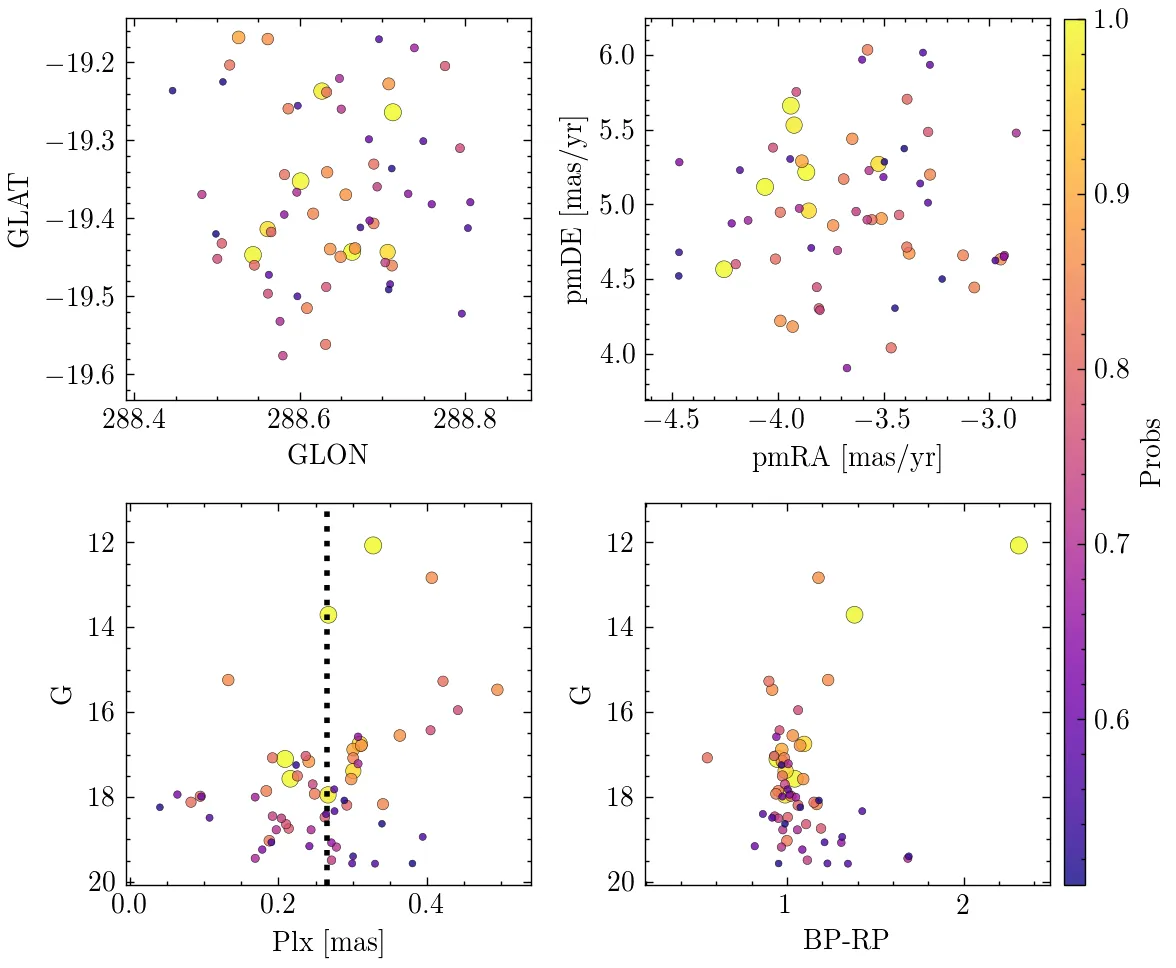 −19.2
−19.3
−19.4
−19.5
−19.6
GLAT
288.4 288.6 288.8
GLON
6.0
5.5
5.0
4.5
4.0
pmDE [mas/yr]
−4.5 −4.0 −3.5 −3.0
pmRA [mas/yr]
12
14
16
18
20
G
0.0 0.2 0.4
Plx [mas]
12
14
16
18
20
G
1 2
BP-RP
1.0
0.9
0.8
0.7
0.6
Probs